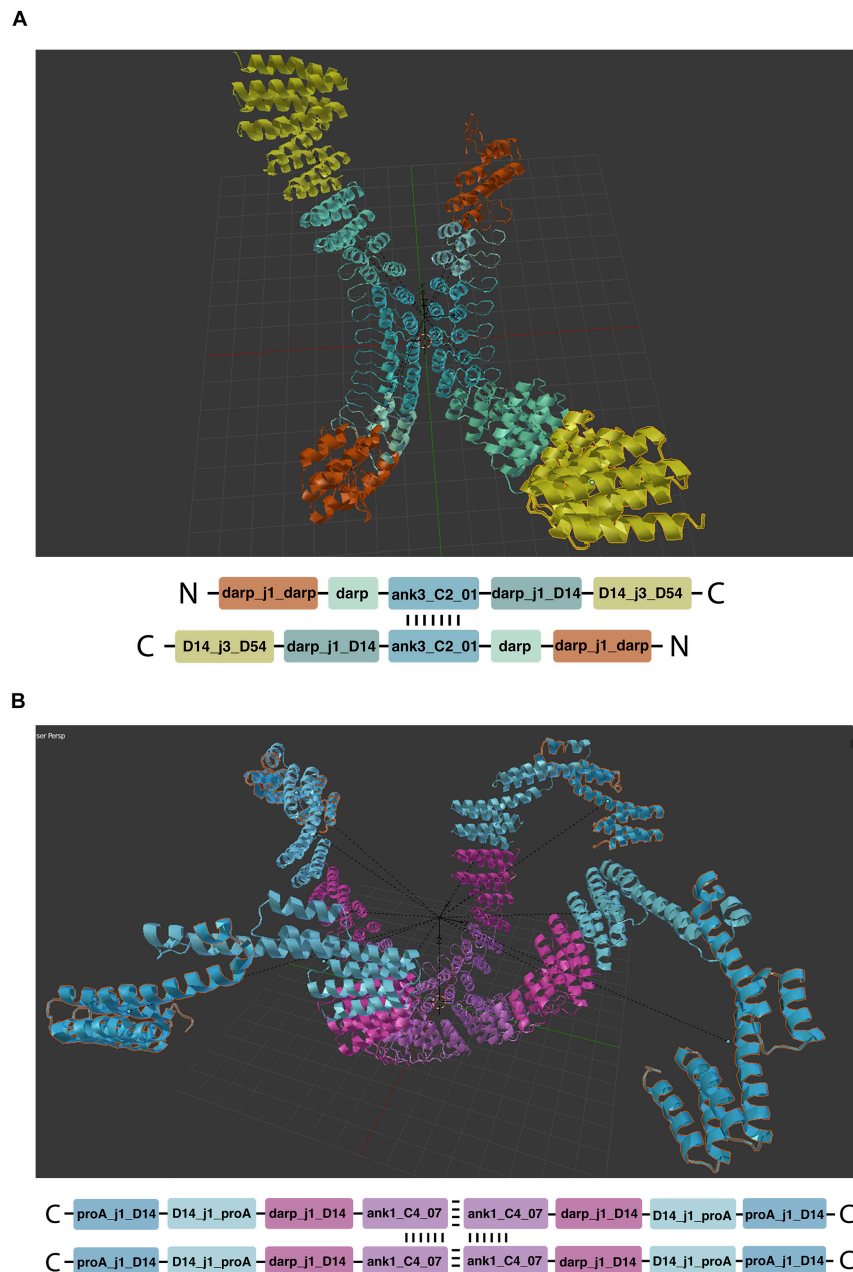 A
N darp_j1_darp darp ank3_C2_01 darp_j1_D14 D14_j3_D54 C
C D14_j3_D54 darp_j1_D14 ank3_C2_01 darp darp_j1_darp N
B
ser Persp
C proA_j1_D14 D14_j1_proA darp_j1_D14 ank1_C4_07 ank1_C4_07 darp_j1_D14 D14_j1_proA proA_j1_D14 C
C proA_j1_D14 D14_j1_proA darp_j1_D14 ank1_C4_07 ank1_C4_07 darp_j1_D14 D14_j1_proA proA_j1_D14 C